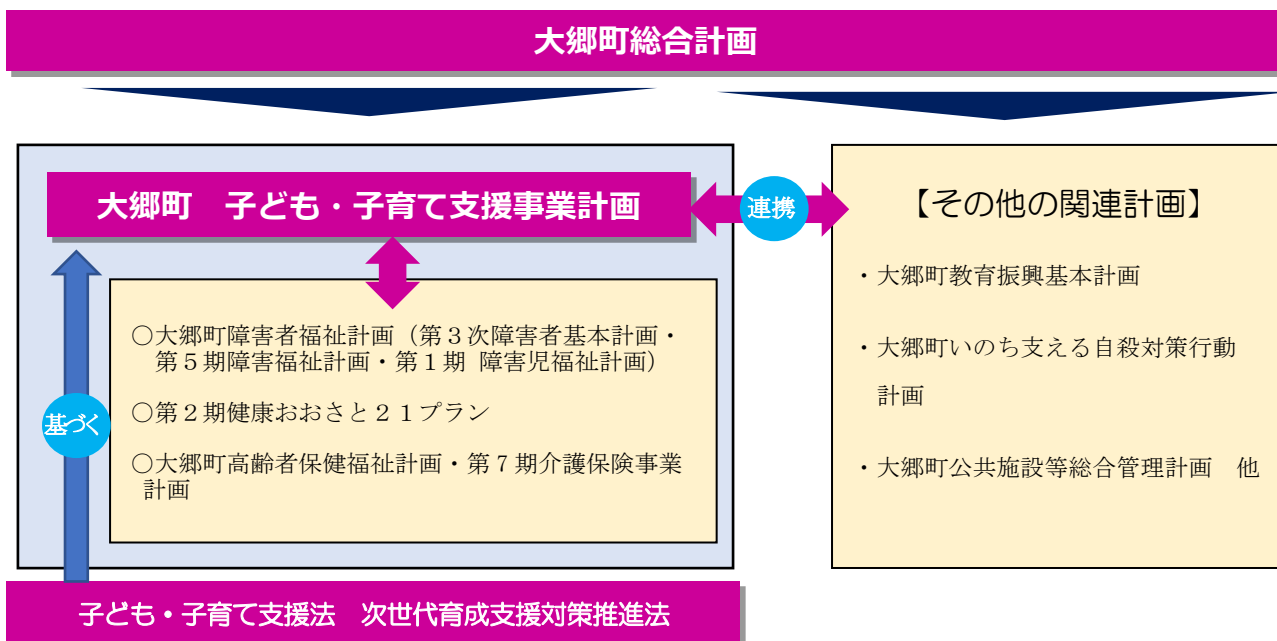 大郷町総合計画
大郷町　子ども・子育て支援事業計画
連携
○大郷町障害者福祉計画（第３次障害者基本計画・
第５期障害福祉計画・第１期 障害児福祉計画）
○第２期健康おおさと２１プラン
○大郷町高齢者保健福祉計画・第７期介護保険事業
計画
基づく
【その他の関連計画】
・大郷町教育振興基本計画
・大郷町いのち支える自殺対策行動
計画
・大郷町公共施設等総合管理計画　他
子ども・子育て支援法　次世代育成支援対策推進法